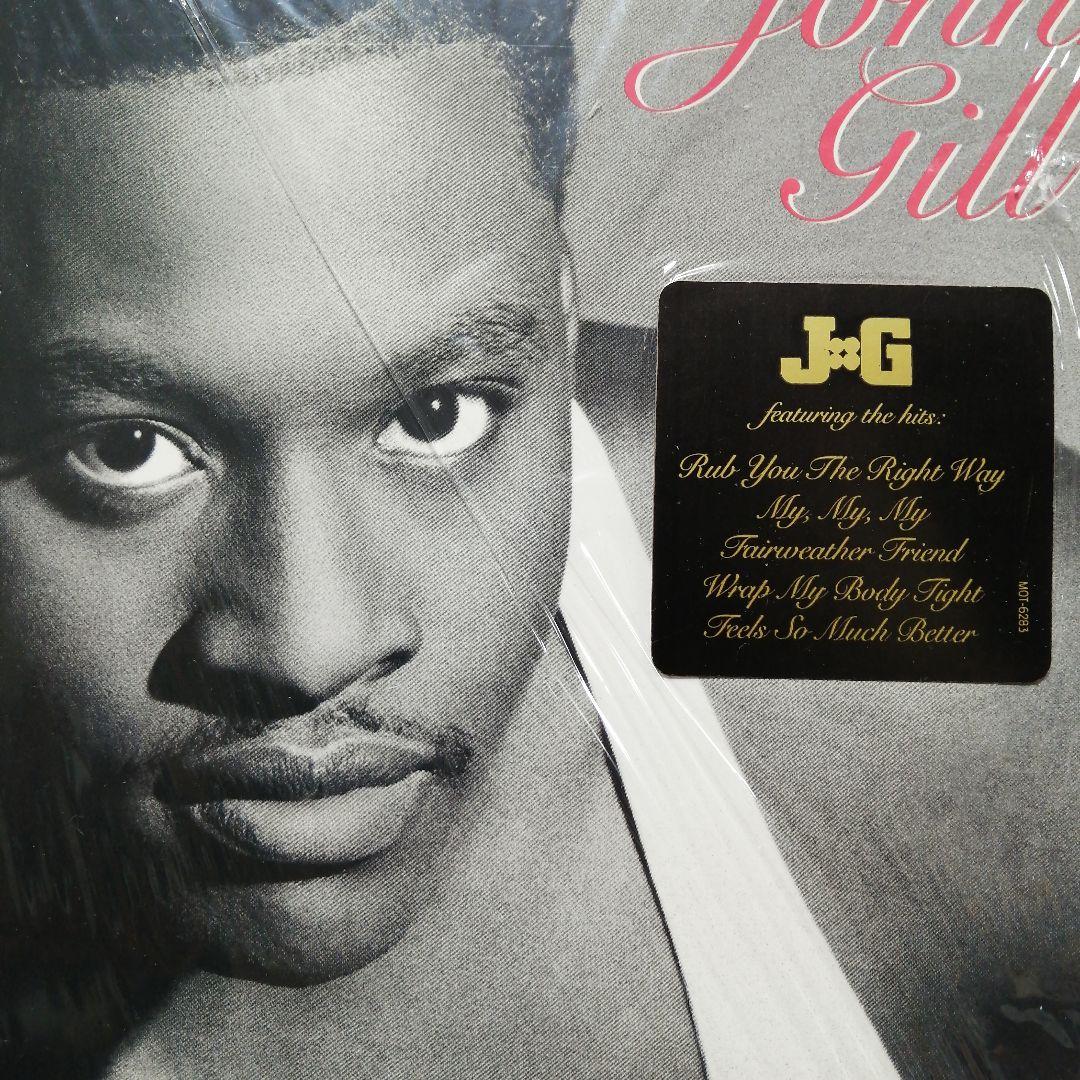 John
Gill
J G
featuring the hits:
Rub You The Right Way
My, My, My
Fairweather Friend
Wrap My Body Tight
Feels So Much Better
MOT-6283